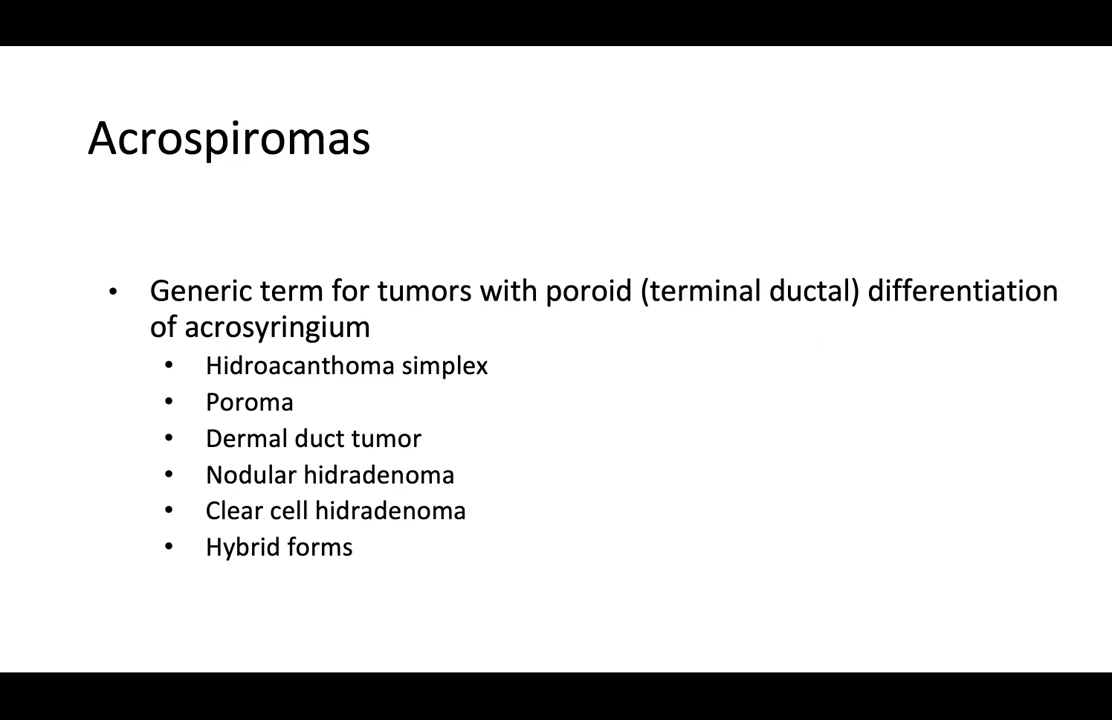 Acrospiromas
• Generic term for tumors with poroid (terminal ductal) differentiation
of acrosyringium
• Hidroacanthoma simplex
• Poroma
• Dermal duct tumor
• Nodular hidradenoma
• Clear cell hidradenoma
• Hybrid forms